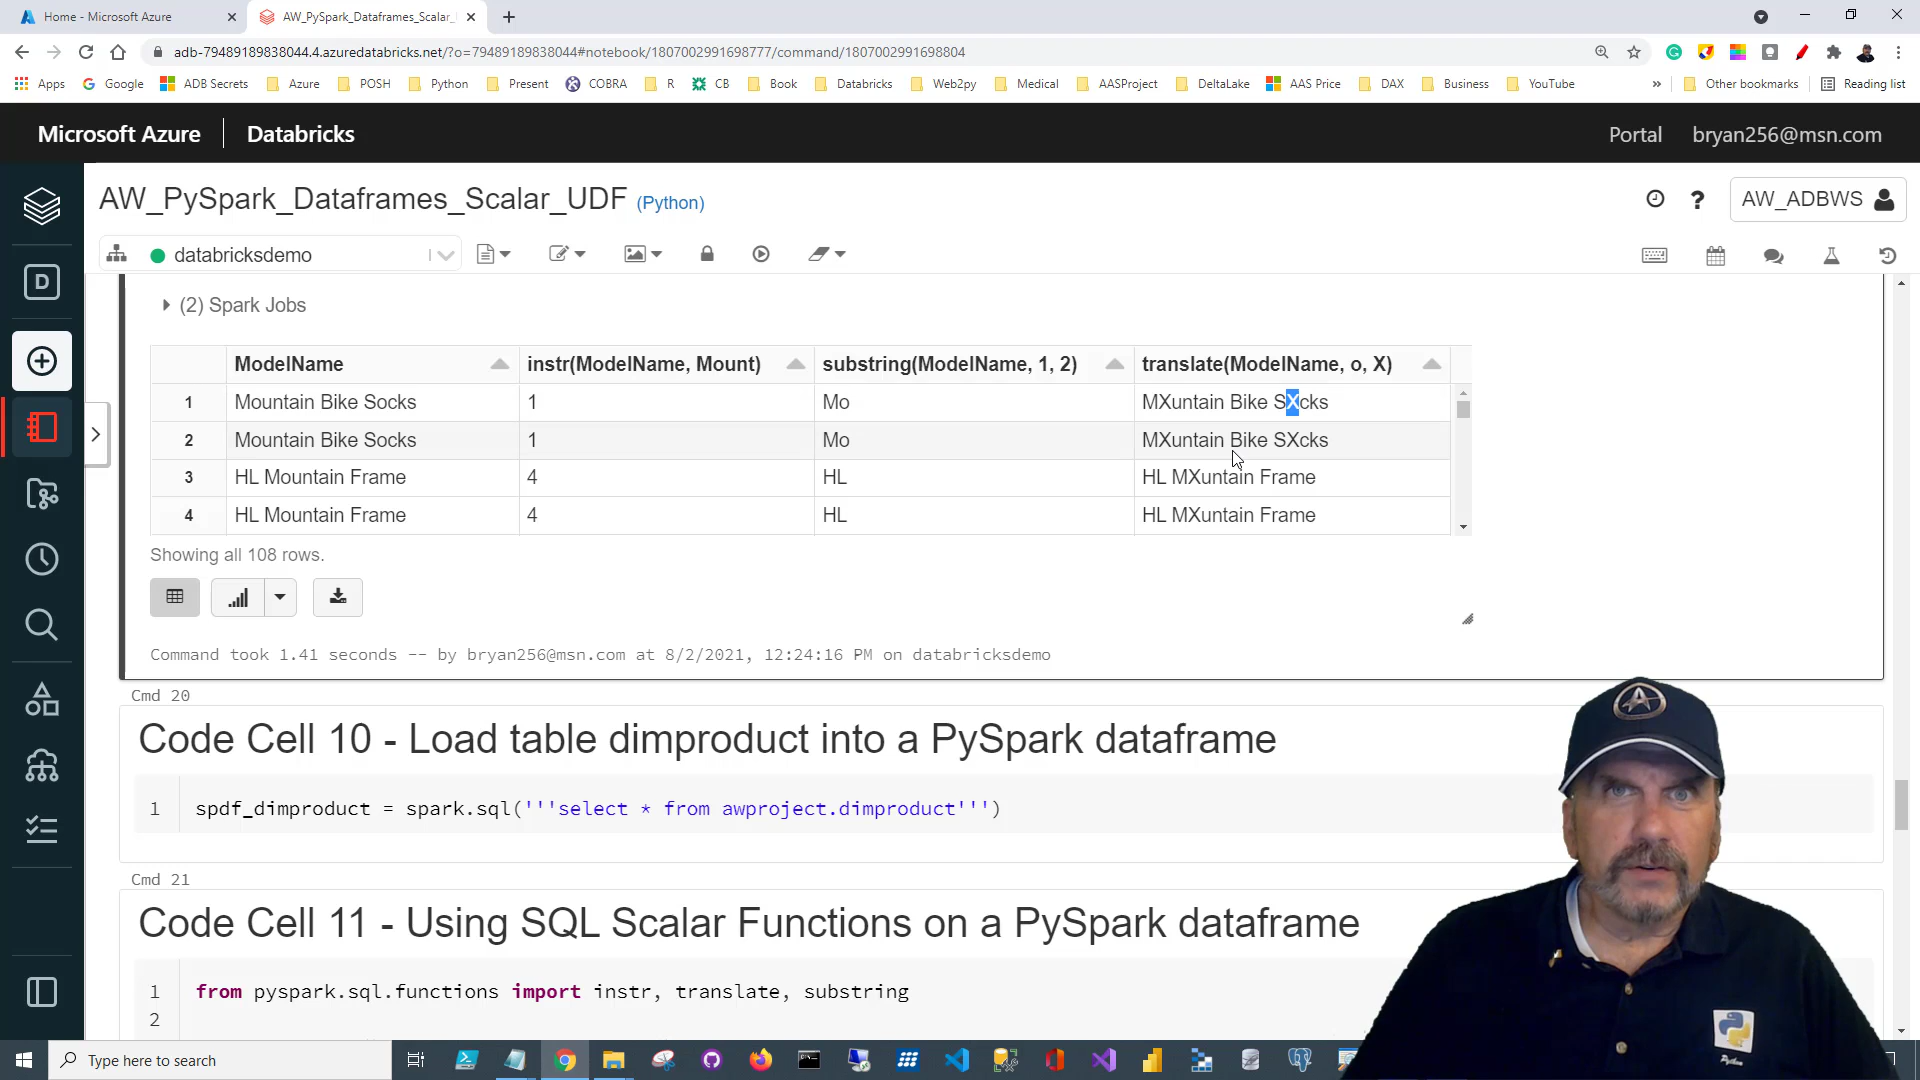 Home - Microsoft Azure
AW_PySpark_Dataframes_Scalar_
adb-79489189838044.4.azuredatabricks.net/?o=79489189838044#notebook/1807002991698777/command/1807002991698804
Apps
Google
ADB Secrets
Azure
POSH
Python
Present
COBRA
R
CB
Book
Databricks
Web2py
Medical
AASProject
DeltaLake
AAS Price
DAX
Business
YouTube
»
Other bookmarks
Reading list
Microsoft Azure
Databricks
Portal
bryan256@msn.com
AW_PySpark_Dataframes_Scalar_UDF (Python)
? AW_ADBWS
databricksdemo
D
(2) Spark Jobs
ModelName instr(ModelName, Mount) substring(ModelName, 1, 2) translate(ModelName, o, X)
1 Mountain Bike Socks 1 Mo MXuntain Bike SXcks
2 Mountain Bike Socks 1 Mo MXuntain Bike SXcks
3 HL Mountain Frame 4 HL HL MXuntain Frame
4 HL Mountain Frame 4 HL HL MXuntain Frame
Showing all 108 rows.
Command took 1.41 seconds -- by bryan256@msn.com at 8/2/2021, 12:24:16 PM on databricksdemo
Cmd 20
Code Cell 10 - Load table dimproduct into a PySpark dataframe
1 spdf_dimproduct = spark.sql('''select * from awproject.dimproduct''')
Cmd 21
Code Cell 11 - Using SQL Scalar Functions on a PySpark dataframe
1 from pyspark.sql.functions import instr, translate, substring
2
Python
Type here to search